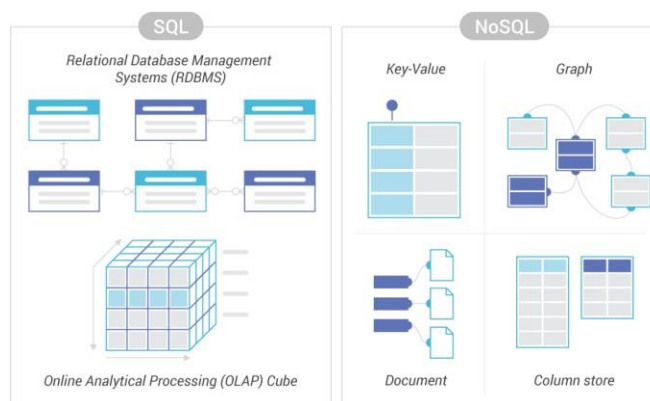 SQL
Relational Database Management
Systems (RDBMS)
Online Analytical Processing (OLAP) Cube
NoSQL
Key-Value
Graph
Document
Column store